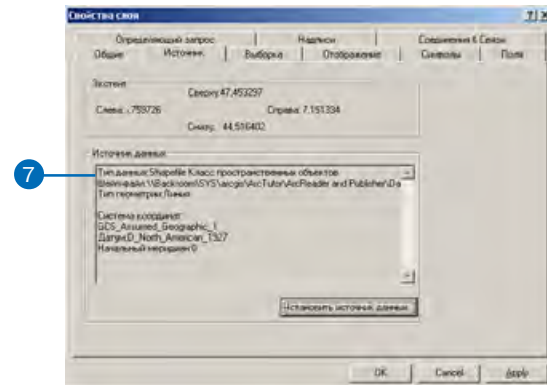 Свойства слоя
Определяющий запрос Надписи Соединения & Связи
Общие Источник Выборка Отображение Символы Поля
Экстент
Сверху: 47,453297
Слева: -,759726 Справа: 7,151334
Снизу: 44,516402
Источник данных
Тип данных:Shapefile Класс пространственных объектов
Шейп-файл:\\Backroom\SYS\arcgis\ArcTutor\ArcReader and Publisher\Da
Тип геометрии:Линия
Система координат:
GCS_Assumed_Geographic_1
Датум:D_North_American_1927
Начальный меридиан:0
Установить источник данных
OK Cancel Apply
7